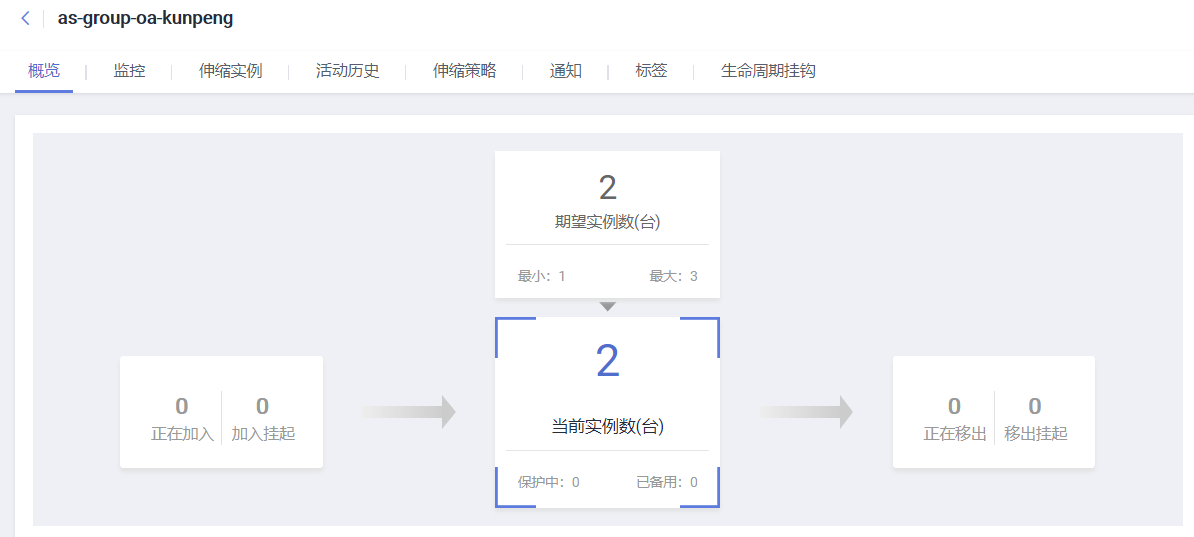 as-group-oa-kunpeng
概览 监控 伸缩实例 活动历史 伸缩策略 通知 标签 生命周期挂钩
2
期望实例数(台)
最小：1 最大：3
2
当前实例数(台)
保护中：0 已备用：0
0 0
正在加入 加入挂起
0 0
正在移出 移出挂起